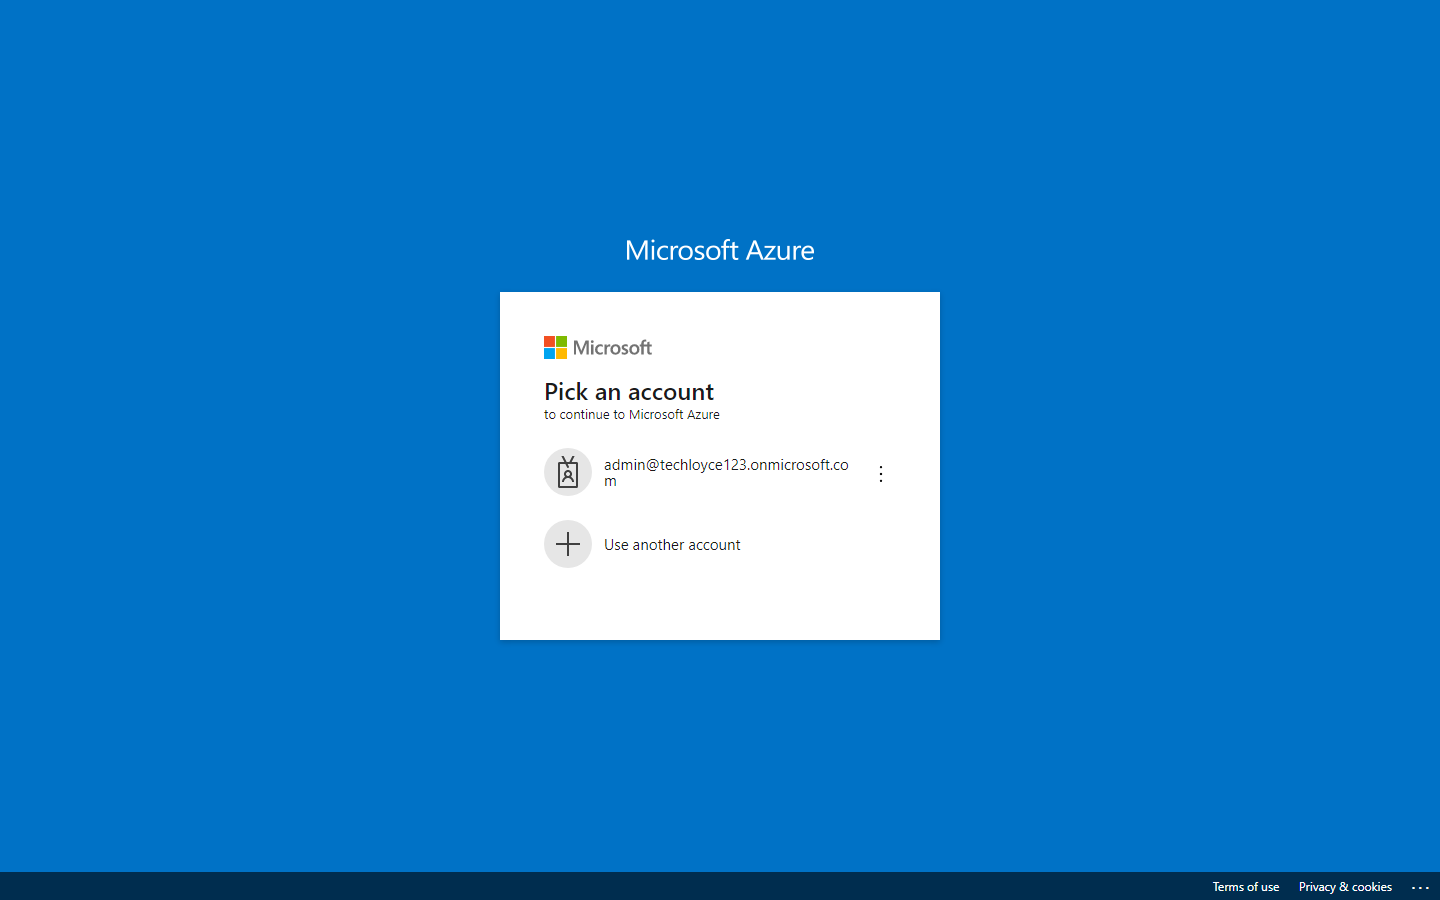 Microsoft Azure
Microsoft
Pick an account
to continue to Microsoft Azure
admin@techloyce123.onmicrosoft.co
m
Use another account
Terms of use
Privacy & cookies
...